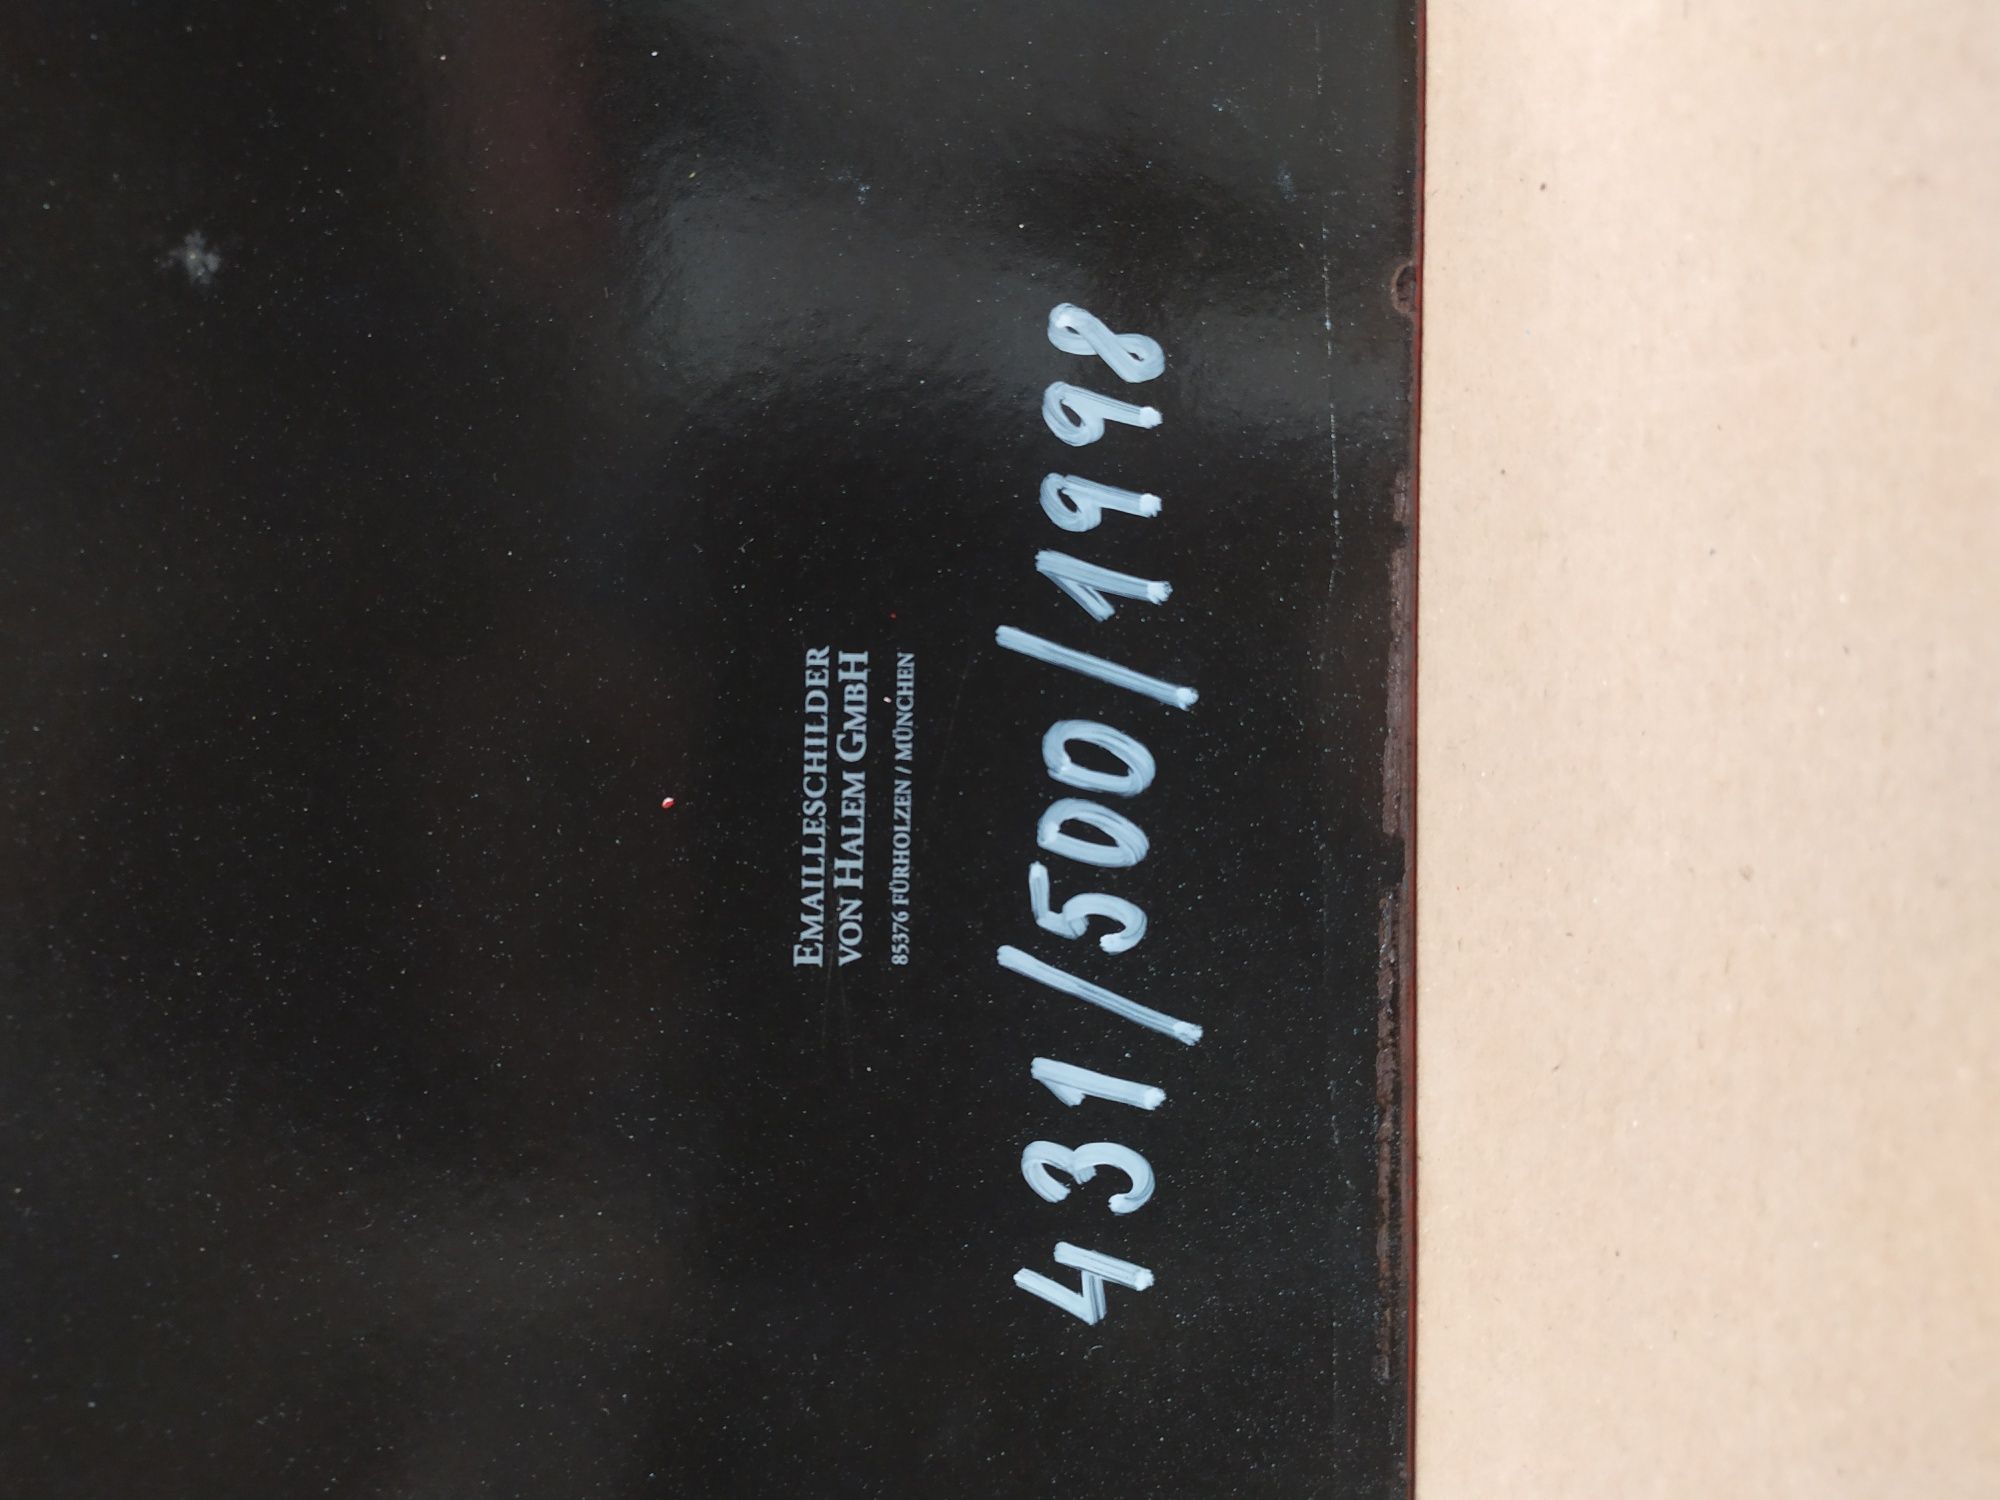 EMAILLESCHILDER
VON HALEM GMBH
85376 FÜRHOLZEN / MÜNCHEN
431/500/1998